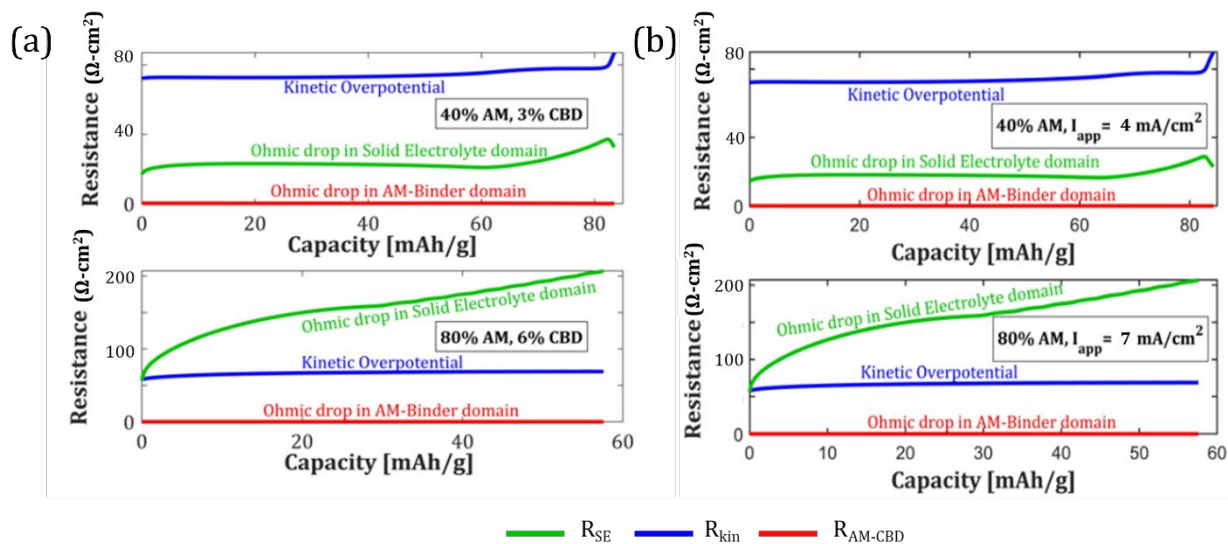 (a)
Resistance (Ω-cm²)
80
40
0
Kinetic Overpotential
40% AM, 3% CBD
Ohmic drop in Solid Electrolyte domain
Ohmic drop in AM-Binder domain
0 20 40 60 80
Capacity [mAh/g]
Resistance (Ω-cm²)
200
100
0
Ohmic drop in Solid Electrolyte domain
80% AM, 6% CBD
Kinetic Overpotential
Ohmic drop in AM-Binder domain
0 20 40 60
Capacity [mAh/g]
(b)
Resistance (Ω-cm²)
80
40
0
Kinetic Overpotential
40% AM, Iapp = 4 mA/cm²
Ohmic drop in Solid Electrolyte domain
Ohmic drop in AM-Binder domain
0 20 40 60 80
Capacity [mAh/g]
Resistance (Ω-cm²)
200
100
0
Ohmic drop in Solid Electrolyte domain
80% AM, Iapp = 7 mA/cm²
Kinetic Overpotential
Ohmic drop in AM-Binder domain
0 10 20 30 40 50 60
Capacity [mAh/g]
RSE Rkin RAM-CBD